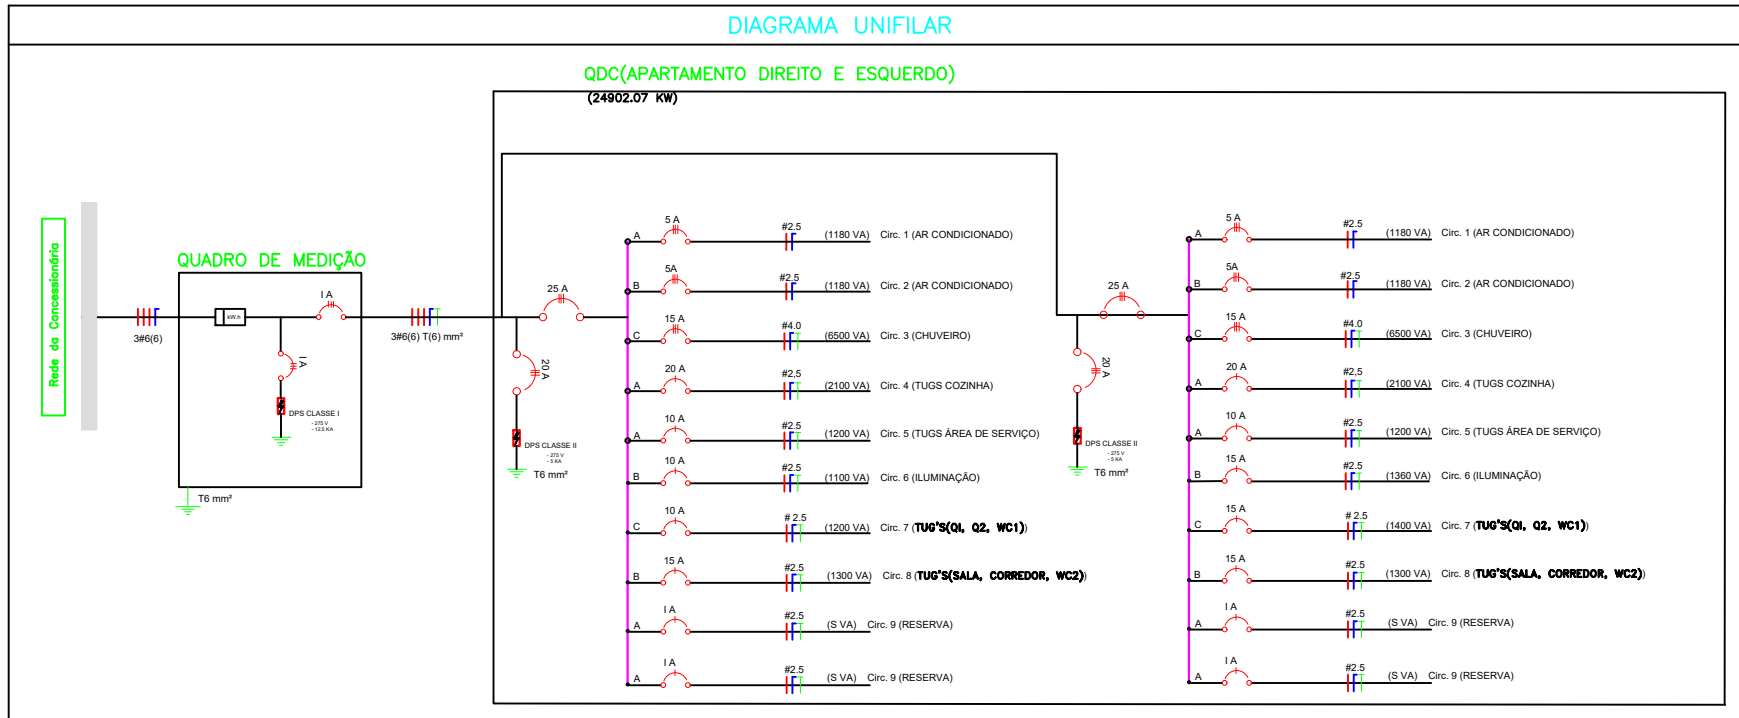 DIAGRAMA UNIFILAR
QDC(APARTAMENTO DIREITO E ESQUERDO)
(24902.07 KW)
Rede da Concessionária
3#6(6)
QUADRO DE MEDIÇÃO
kW.h
I A
I A
DPS CLASSE I
- 275 V
- 12.5 KA
T6 mm²
3#6(6) T(6) mm²
25 A
20 A
DPS CLASSE II
- 275 V
- 5 KA
T6 mm²
A 5 A #2.5 (1180 VA) Circ. 1 (AR CONDICIONADO)
B 5A #2.5 (1180 VA) Circ. 2 (AR CONDICIONADO)
C 15 A #4.0 (6500 VA) Circ. 3 (CHUVEIRO)
A 20 A #2,5 (2100 VA) Circ. 4 (TUGS COZINHA)
A 10 A #2.5 (1200 VA) Circ. 5 (TUGS ÁREA DE SERVIÇO)
B 10 A #2.5 (1100 VA) Circ. 6 (ILUMINAÇÃO)
C 10 A # 2.5 (1200 VA) Circ. 7 (TUG'S(QI, Q2, WC1))
B 15 A #2.5 (1300 VA) Circ. 8 (TUG'S(SALA, CORREDOR, WC2))
A I A #2.5 (S VA) Circ. 9 (RESERVA)
A I A #2.5 (S VA) Circ. 9 (RESERVA)
25 A
20 A
DPS CLASSE II
- 275 V
- 5 KA
T6 mm²
A 5 A #2.5 (1180 VA) Circ. 1 (AR CONDICIONADO)
B 5A #2.5 (1180 VA) Circ. 2 (AR CONDICIONADO)
C 15 A #4.0 (6500 VA) Circ. 3 (CHUVEIRO)
A 20 A #2,5 (2100 VA) Circ. 4 (TUGS COZINHA)
A 10 A #2.5 (1200 VA) Circ. 5 (TUGS ÁREA DE SERVIÇO)
B 15 A #2.5 (1360 VA) Circ. 6 (ILUMINAÇÃO)
C 15 A # 2.5 (1400 VA) Circ. 7 (TUG'S(QI, Q2, WC1))
B 15 A #2.5 (1300 VA) Circ. 8 (TUG'S(SALA, CORREDOR, WC2))
A I A #2.5 (S VA) Circ. 9 (RESERVA)
A I A #2.5 (S VA) Circ. 9 (RESERVA)